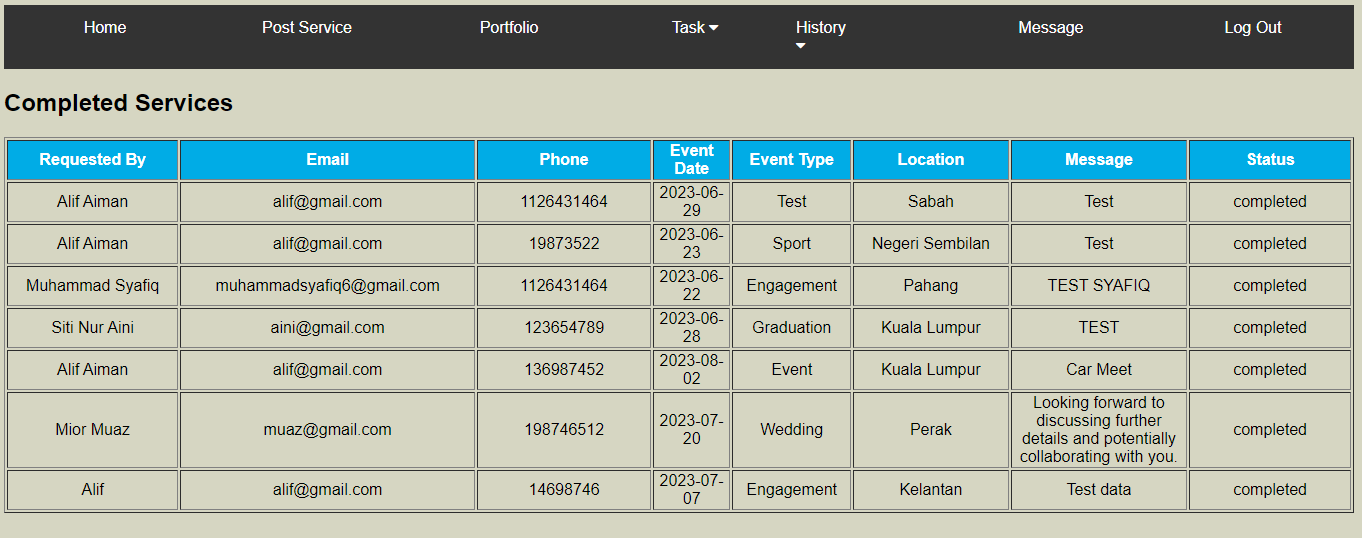 Home Post Service Portfolio Task History Message Log Out
Completed Services
Requested By Email Phone Event Date Event Type Location Message Status
Alif Aiman alif@gmail.com 1126431464 2023-06-29 Test Sabah Test completed
Alif Aiman alif@gmail.com 19873522 2023-06-23 Sport Negeri Sembilan Test completed
Muhammad Syafiq muhammadsyafiq6@gmail.com 1126431464 2023-06-22 Engagement Pahang TEST SYAFIQ completed
Siti Nur Aini aini@gmail.com 123654789 2023-06-28 Graduation Kuala Lumpur TEST completed
Alif Aiman alif@gmail.com 136987452 2023-08-02 Event Kuala Lumpur Car Meet completed
Mior Muaz muaz@gmail.com 198746512 2023-07-20 Wedding Perak Looking forward to discussing further details and potentially collaborating with you. completed
Alif alif@gmail.com 14698746 2023-07-07 Engagement Kelantan Test data completed